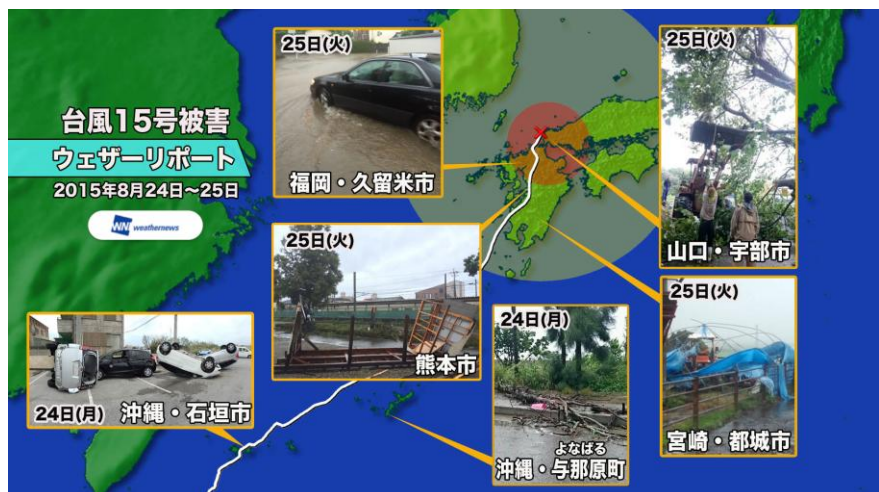 台風15号被害
ウェザーリポート
2015年8月24日〜25日
WNI weathernews
25日(火)
福岡・久留米市
25日(火)
山口・宇部市
25日(火)
熊本市
24日(月)
沖縄・与那原町
よなばる
25日(火)
宮崎・都城市
24日(月)
沖縄・石垣市